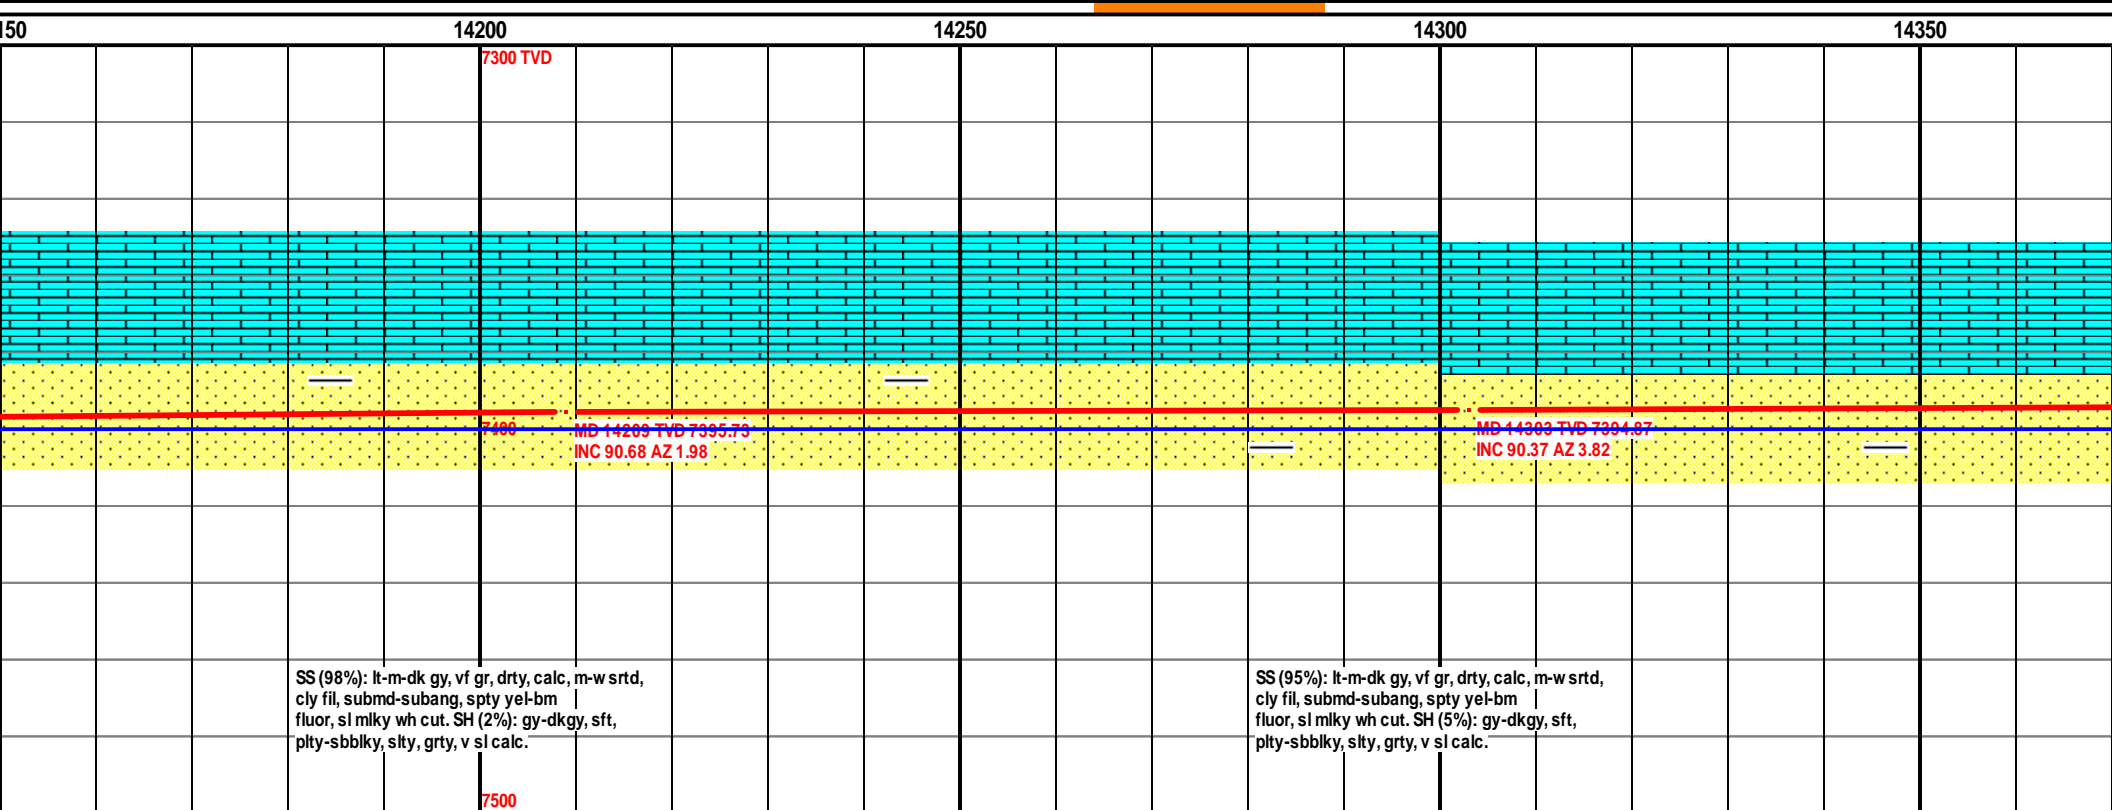 150 14200 14250 14300 14350
7300 TVD
7400
MD 14209 TVD 7395.73
INC 90.68 AZ 1.98
MD 14303 TVD 7394.87
INC 90.37 AZ 3.82
SS (98%): lt-m-dk gy, vf gr, drty, calc, m-w srtd,
cly fil, submd-subang, spty yel-brn
fluor, sl mlky wh cut. SH (2%): gy-dkgy, sft,
plty-sbblky, slty, grty, v sl calc.
SS (95%): lt-m-dk gy, vf gr, drty, calc, m-w srtd,
cly fil, submd-subang, spty yel-brn
fluor, sl mlky wh cut. SH (5%): gy-dkgy, sft,
plty-sbblky, slty, grty, v sl calc.
7500